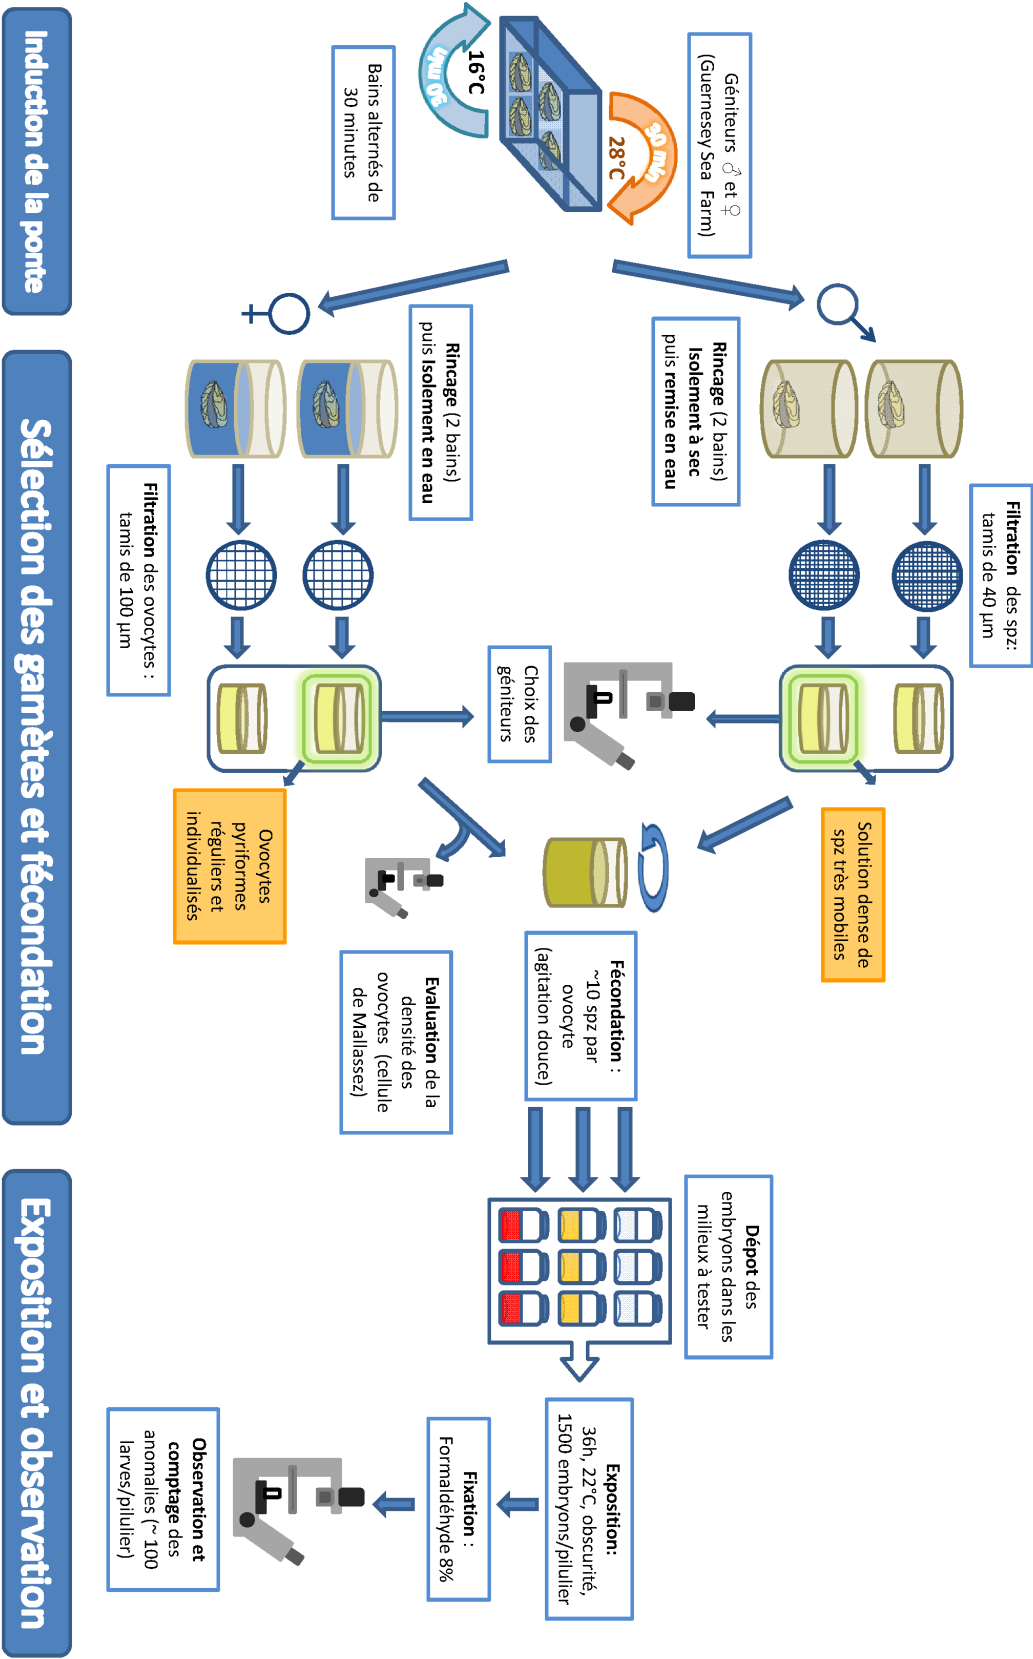 Géniteurs ♂ et ♀
(Guernesey Sea Farm)
30 min
28°C
16°C
30 min
Bains alternés de
30 minutes
Induction de la ponte
Filtration des spz:
tamis de 40 µm
Rincage (2 bains)
Isolement à sec
puis remise en eau
Rincage (2 bains)
puis Isolement en eau
Filtration des ovocytes :
tamis de 100 µm
Choix des
géniteurs
Solution dense de
spz très mobiles
Ovocytes
pyriformes
réguliers et
individualisés
Fécondation :
~10 spz par
ovocyte
(agitation douce)
Evaluation de la
densité des
ovocytes (cellule
de Mallassez)
Sélection des gamètes et fécondation
Dépot des
embryons dans les
milieux à tester
Exposition:
36h, 22°C, obscurité,
1500 embryons/pilulier
Fixation :
Formaldéhyde 8%
Observation et
comptage des
anomalies (~ 100
larves/pilulier)
Exposition et observation